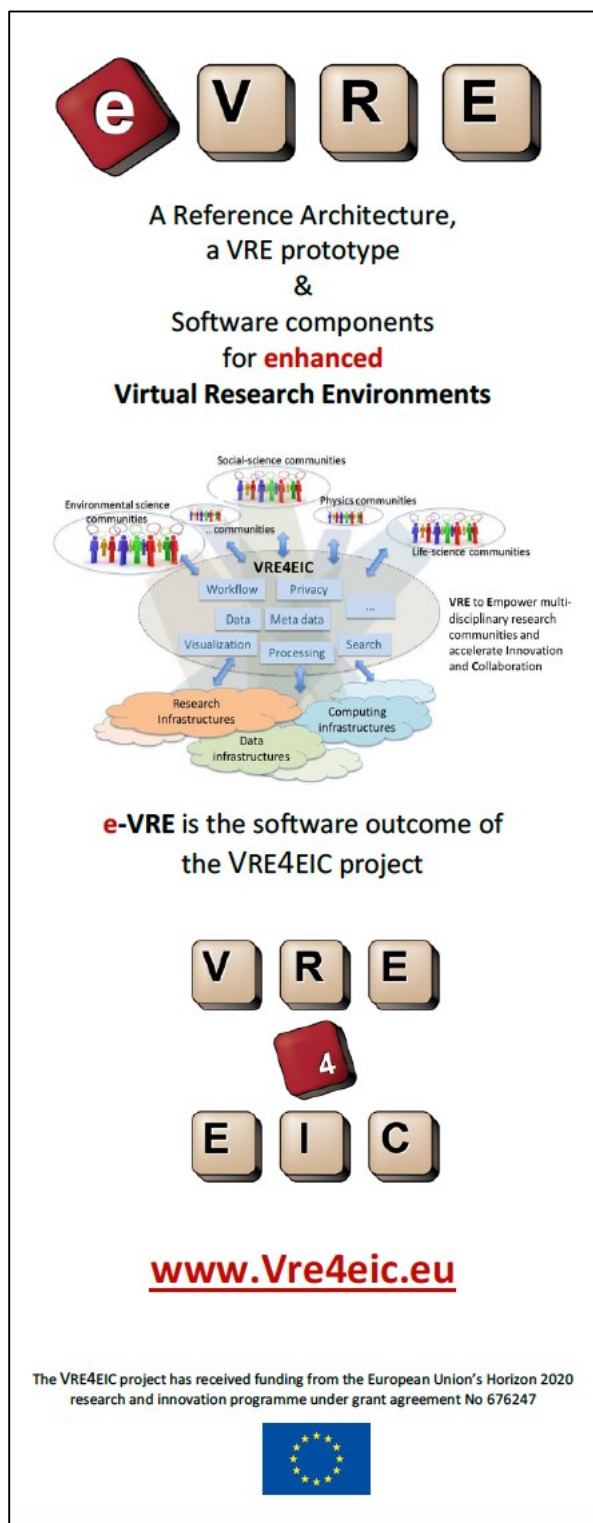 e V R E
A Reference Architecture,
a VRE prototype
&
Software components
for enhanced
Virtual Research Environments
Social-science communities
Environmental science
communities
Physics communities
.. communities
Life-science communities
VRE4EIC
Workflow
Privacy
...
Data
Meta data
Visualization
Processing
Search
VRE to Empower multi-
disciplinary research
communities and
accelerate Innovation
and Collaboration
Research
Infrastructures
Computing
infrastructures
Data
infrastructures
e-VRE is the software outcome of
the VRE4EIC project
V R E
4
E I C
www.Vre4eic.eu
The VRE4EIC project has received funding from the European Union’s Horizon 2020
research and innovation programme under grant agreement No 676247